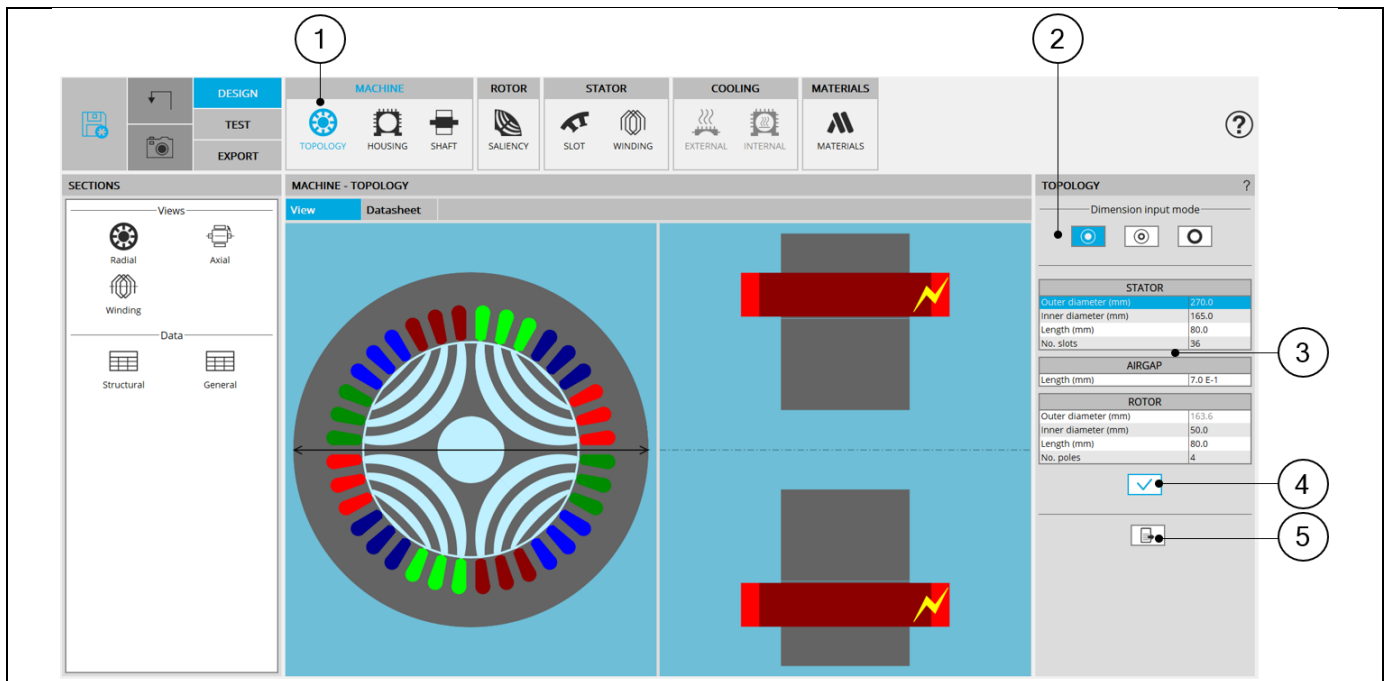 1
2
DESIGN
MACHINE
ROTOR
STATOR
COOLING
MATERIALS
TEST
EXPORT
TOPOLOGY
HOUSING
SHAFT
SALIENCY
SLOT
WINDING
EXTERNAL
INTERNAL
MATERIALS
?
SECTIONS
MACHINE - TOPOLOGY
TOPOLOGY ?
Views
Radial
Axial
Winding
Data
Structural
General
View
Datasheet
Dimension input mode
STATOR
Outer diameter (mm) 270.0
Inner diameter (mm) 165.0
Length (mm) 80.0
No. slots 36
3
AIRGAP
Length (mm) 7.0 E-1
ROTOR
Outer diameter (mm) 163.6
Inner diameter (mm) 50.0
Length (mm) 80.0
No. poles 4
4
5